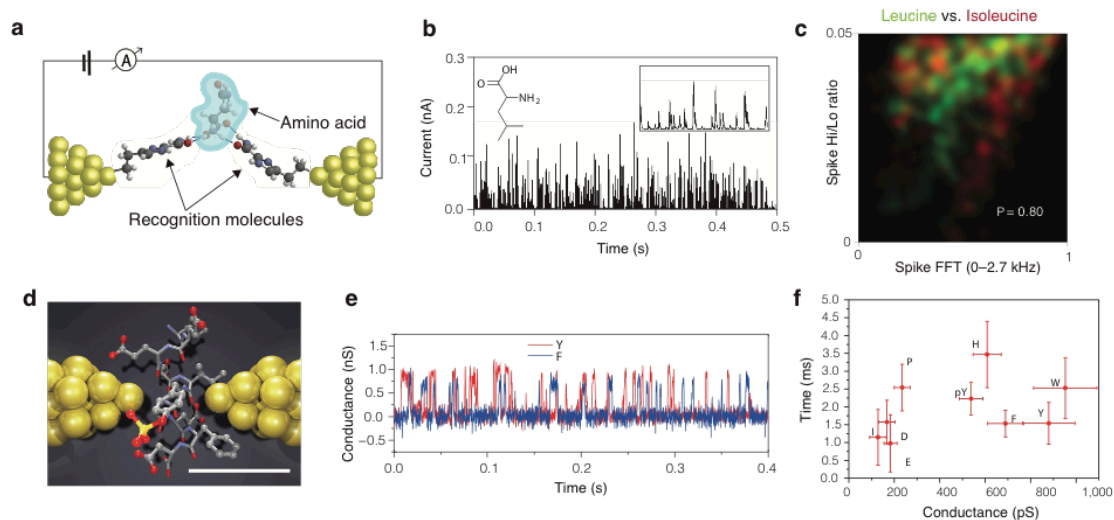 a
A
Amino acid
Recognition molecules
b
0.3
0.2
0.1
0.0
Current (nA)
OH
O
NH2
0.0 0.1 0.2 0.3 0.4 0.5
Time (s)
Leucine vs. Isoleucine
c
0.05
Spike Hi/Lo ratio
P = 0.80
0
0 1
Spike FFT (0–2.7 kHz)
d
e
Y
F
1.5
1.0
0.5
0.0
−0.5
Conductance (nS)
0.0 0.1 0.2 0.3 0.4
Time (s)
f
5.0
4.5
4.0
3.5
3.0
2.5
2.0
1.5
1.0
0.5
0.0
Time (ms)
H
P
W
pY
F
Y
I
D
E
0 200 400 600 800 1,000
Conductance (pS)